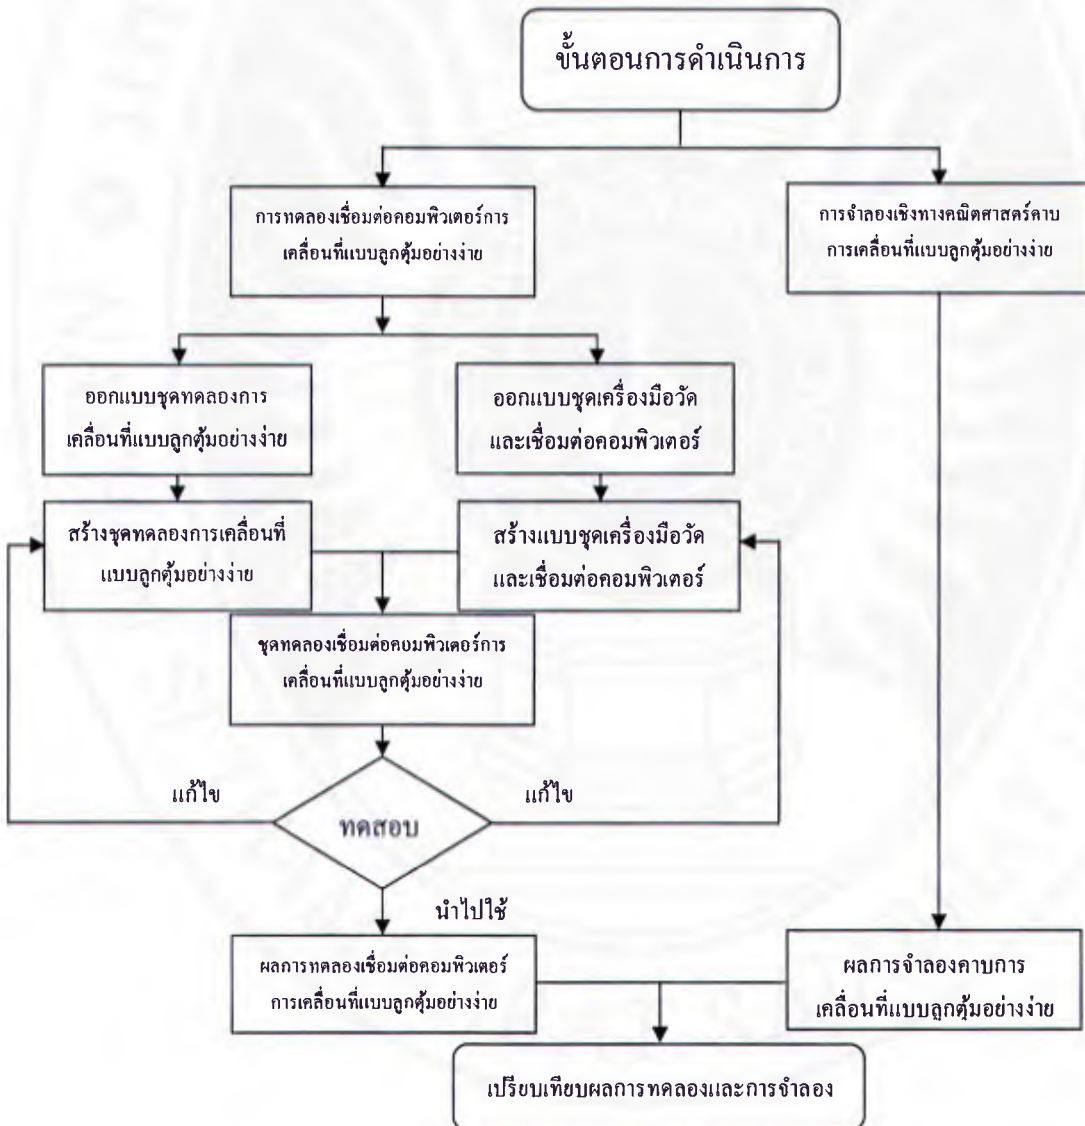 ขั้นตอนการดำเนินการ
การทดลองเชื่อมต่อคอมพิวเตอร์การ
เคลื่อนที่แบบลูกตุ้มอย่างง่าย
การจำลองเชิงทางคณิตศาสตร์คาบ
การเคลื่อนที่แบบลูกตุ้มอย่างง่าย
ออกแบบชุดทดลองการ
เคลื่อนที่แบบลูกตุ้มอย่างง่าย
ออกแบบชุดเครื่องมือวัด
และเชื่อมต่อคอมพิวเตอร์
สร้างชุดทดลองการเคลื่อนที่
แบบลูกตุ้มอย่างง่าย
สร้างแบบชุดเครื่องมือวัด
และเชื่อมต่อคอมพิวเตอร์
ชุดทดลองเชื่อมต่อคอมพิวเตอร์การ
เคลื่อนที่แบบลูกตุ้มอย่างง่าย
แก้ไข
แก้ไข
ทดสอบ
นำไปใช้
ผลการทดลองเชื่อมต่อคอมพิวเตอร์
การเคลื่อนที่แบบลูกตุ้มอย่างง่าย
ผลการจำลองคาบการ
เคลื่อนที่แบบลูกตุ้มอย่างง่าย
เปรียบเทียบผลการทดลองและการจำลอง